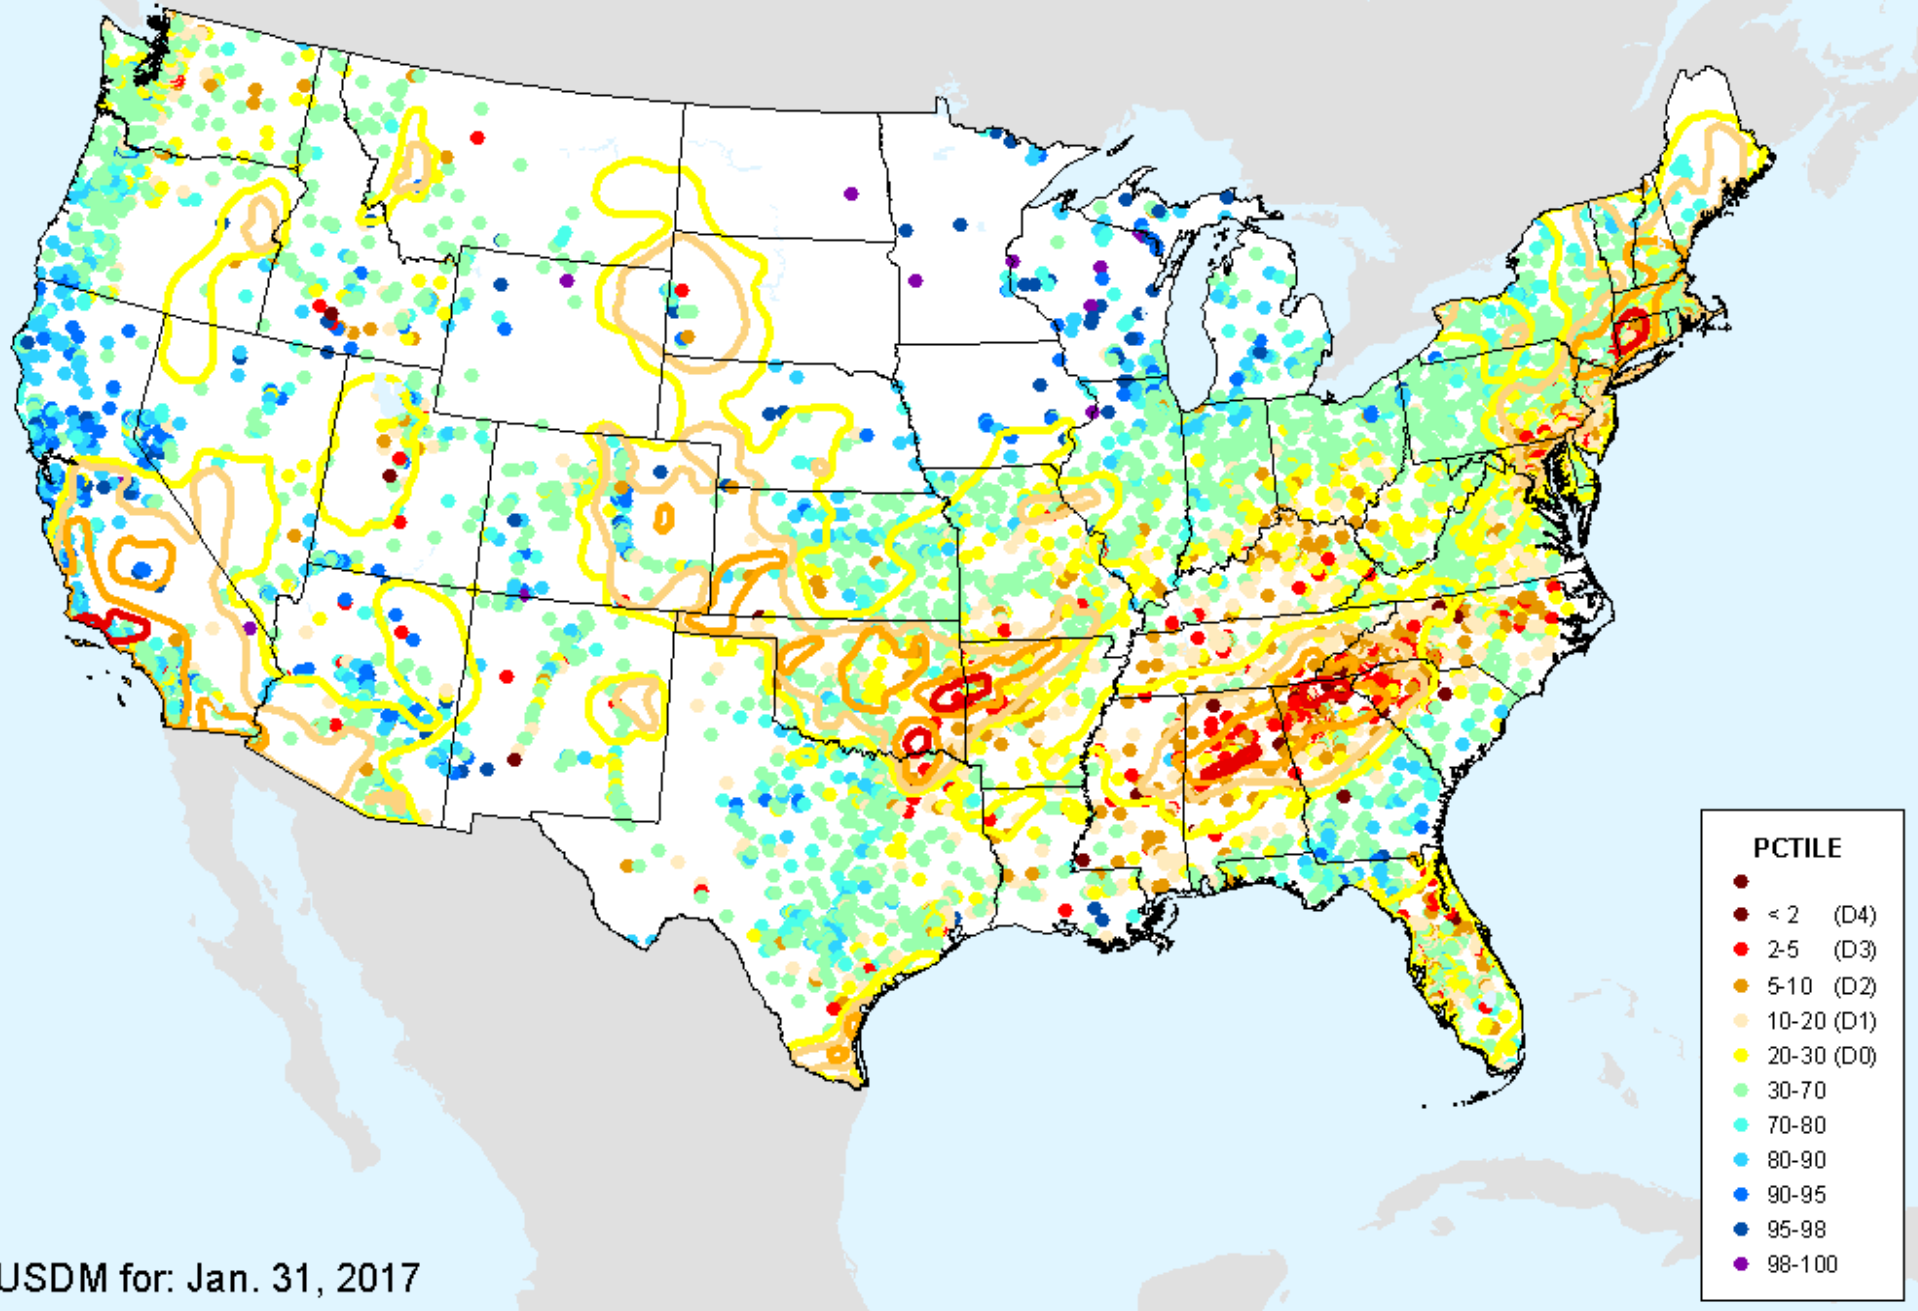 PCTILE
< 2 (D4)
2-5 (D3)
5-10 (D2)
10-20 (D1)
20-30 (D0)
30-70
70-80
80-90
90-95
95-98
98-100
USDM for: Jan. 31, 2017